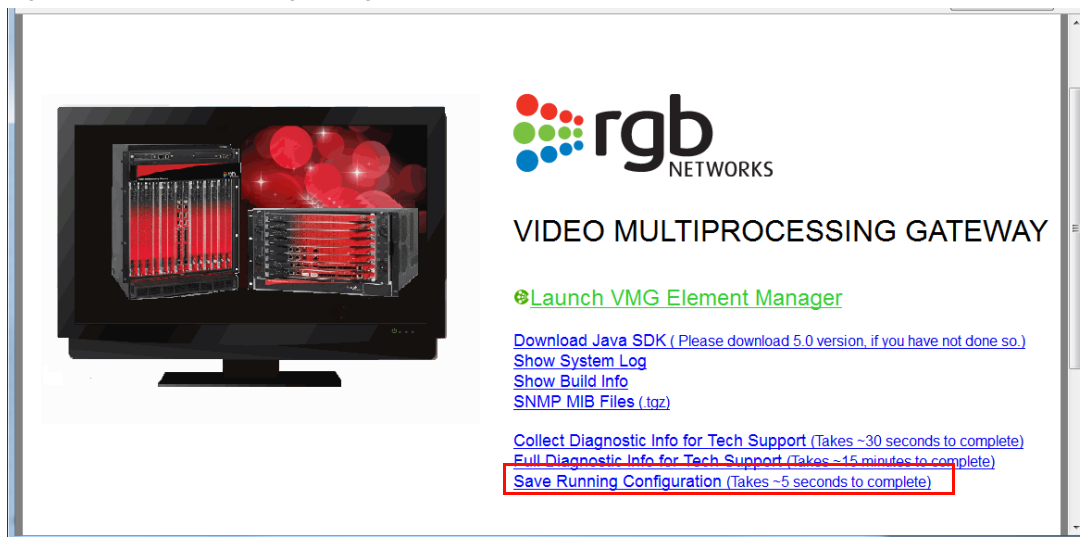 rgb
NETWORKS
VIDEO MULTIPROCESSING GATEWAY
Launch VMG Element Manager
Download Java SDK ( Please download 5.0 version, if you have not done so.)
Show System Log
Show Build Info
SNMP MIB Files (.tgz)
Collect Diagnostic Info for Tech Support (Takes ~30 seconds to complete)
Full Diagnostic Info for Tech Support (Takes ~15 minutes to complete)
Save Running Configuration (Takes ~5 seconds to complete)